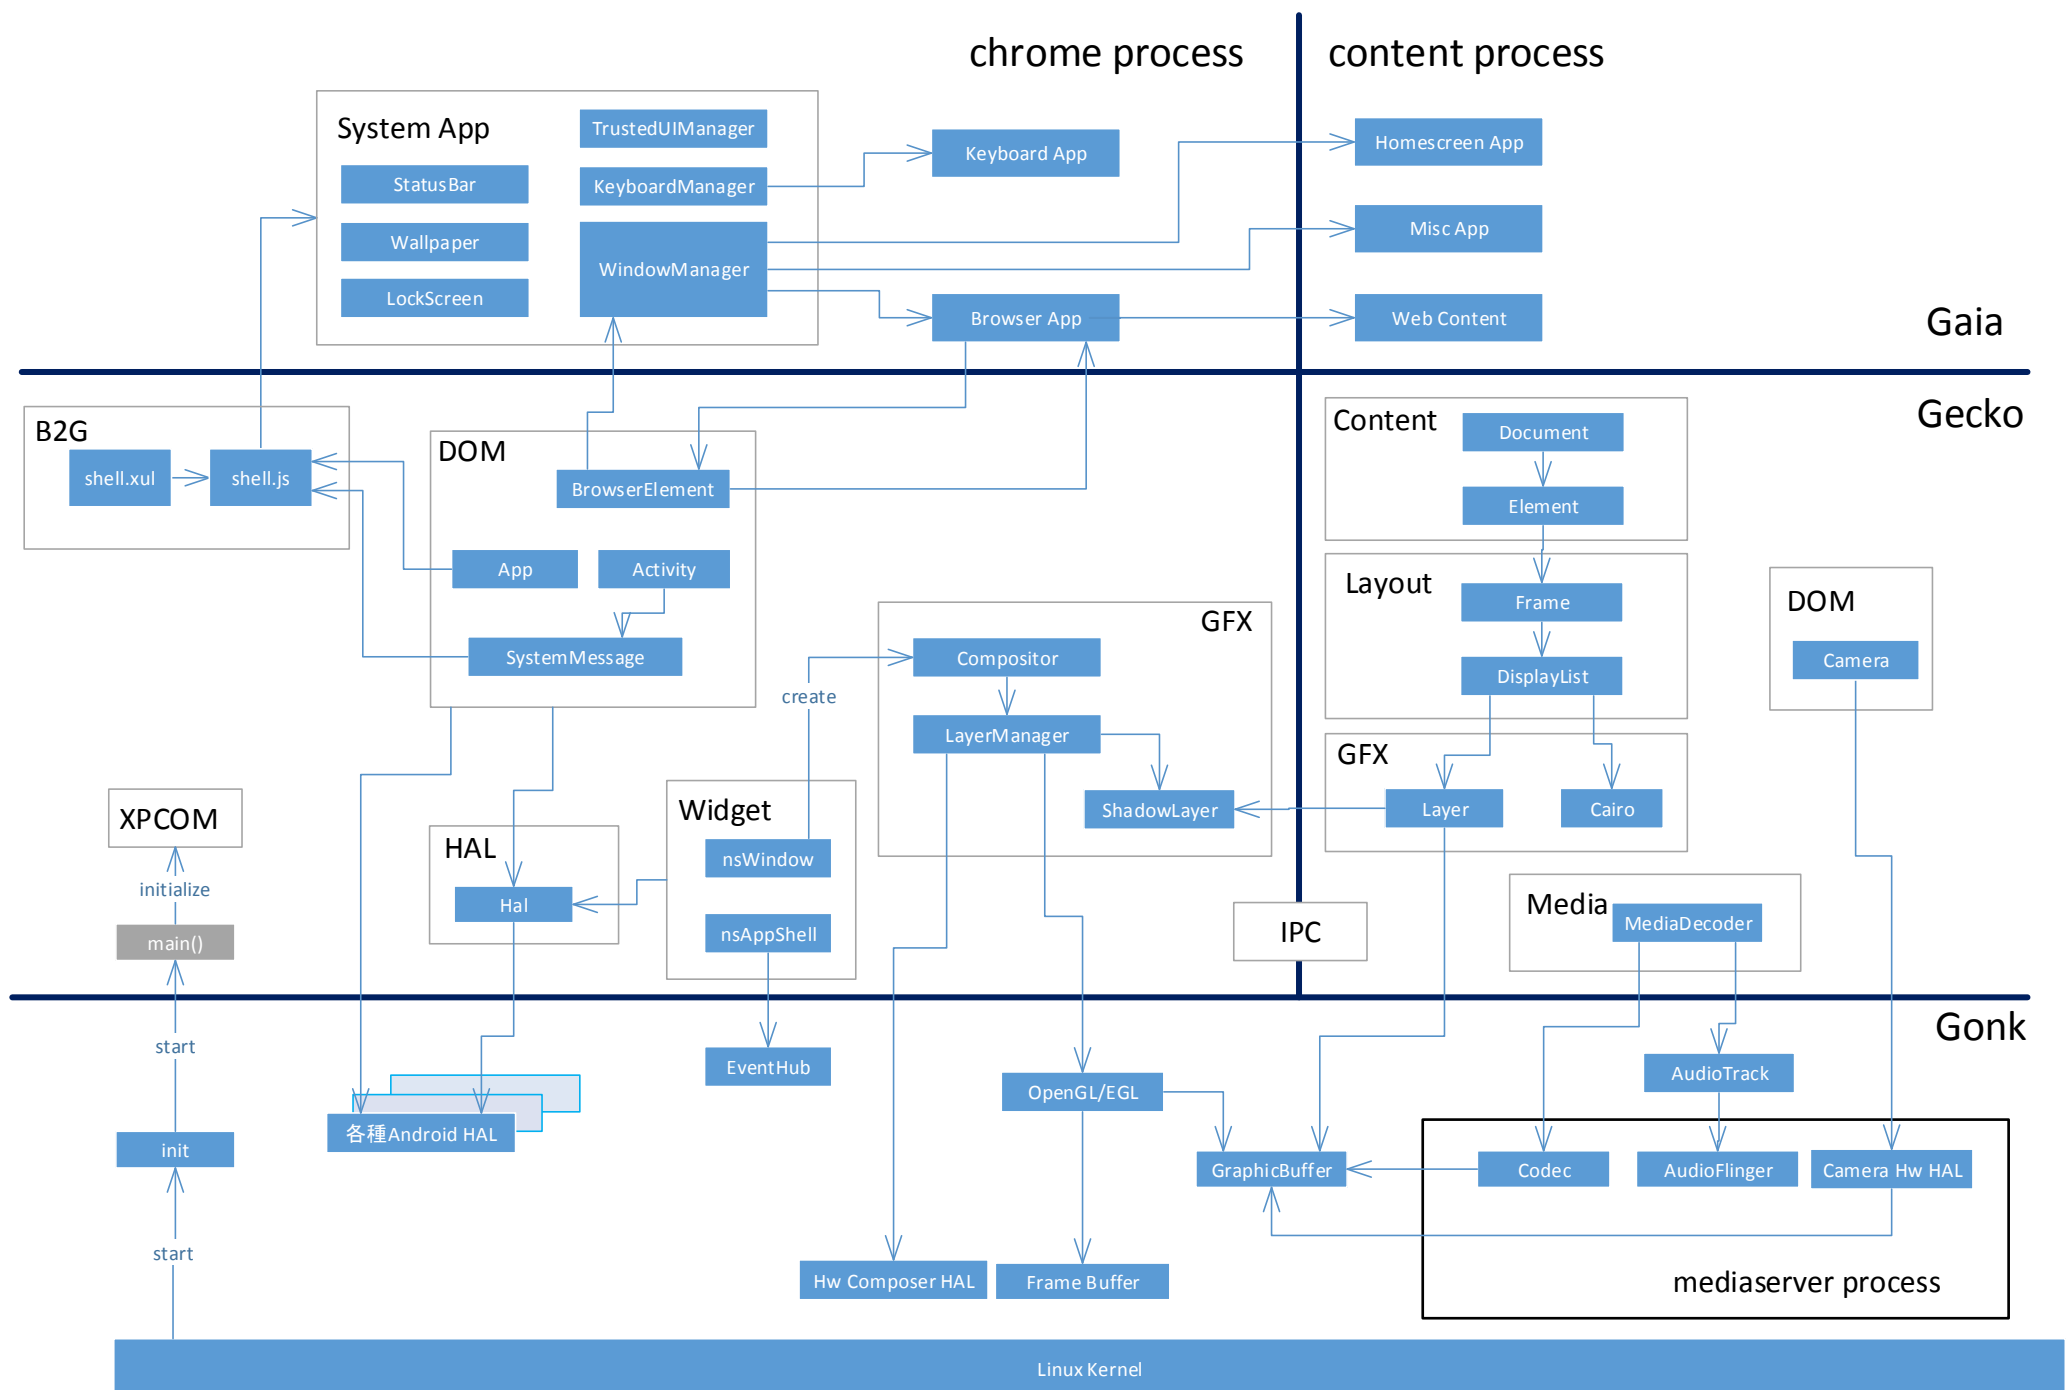 chrome process
content process
System App
TrustedUIManager
StatusBar
KeyboardManager
Wallpaper
WindowManager
LockScreen
Keyboard App
Browser App
Homescreen App
Misc App
Web Content
Gaia
Gecko
B2G
shell.xul
shell.js
DOM
BrowserElement
App
Activity
SystemMessage
Content
Document
Element
Layout
Frame
DisplayList
DOM
Camera
GFX
Compositor
LayerManager
ShadowLayer
create
GFX
Layer
Cairo
XPCOM
initialize
main()
HAL
Hal
Widget
nsWindow
nsAppShell
IPC
Media
MediaDecoder
Gonk
start
EventHub
OpenGL/EGL
AudioTrack
各種Android HAL
init
GraphicBuffer
Codec
AudioFlinger
Camera Hw HAL
start
Hw Composer HAL
Frame Buffer
mediaserver process
Linux Kernel